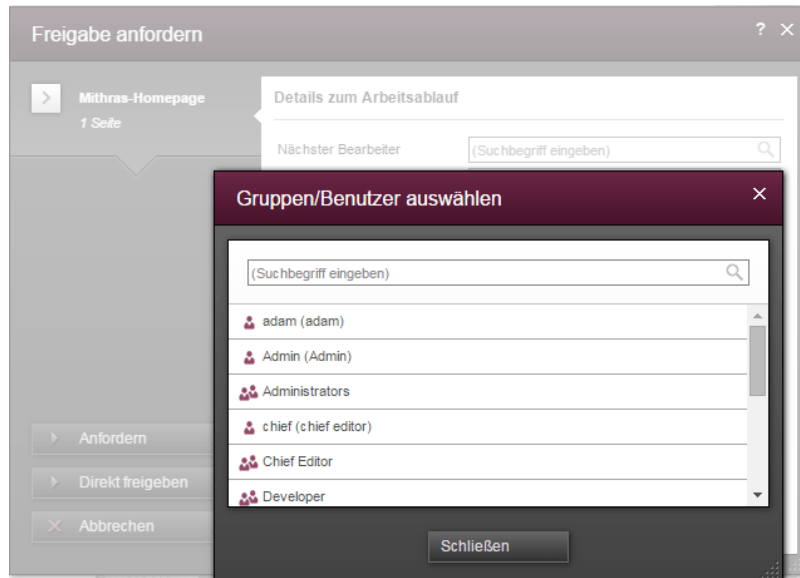 Freigabe anfordern ?
Mithras-Homepage
1 Seite
Details zum Arbeitsablauf
Nächster Bearbeiter (Suchbegriff eingeben)
Gruppen/Benutzer auswählen
(Suchbegriff eingeben)
adam (adam)
Admin (Admin)
Administrators
chief (chief editor)
Chief Editor
Developer
Schließen
Anfordern
Direkt freigeben
Abbrechen